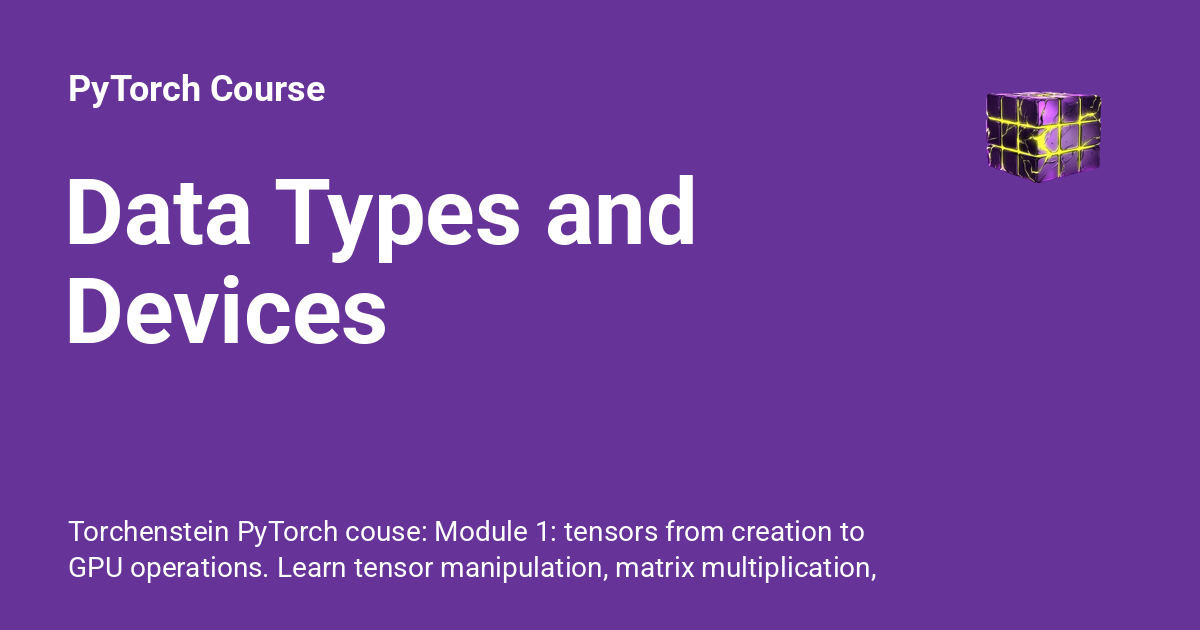 PyTorch Course
Data Types and
Devices
Torchenstein PyTorch couse: Module 1: tensors from creation to
GPU operations. Learn tensor manipulation, matrix multiplication,